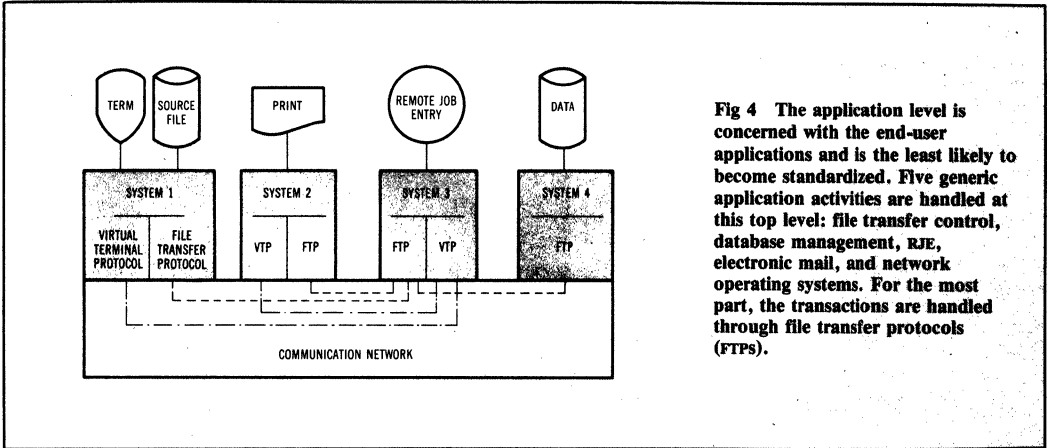 TERM
SOURCE
FILE
PRINT
REMOTE JOB
ENTRY
DATA
SYSTEM 1
SYSTEM 2
SYSTEM 3
SYSTEM 4
VIRTUAL
TERMINAL
PROTOCOL
FILE
TRANSFER
PROTOCOL
VTP
FTP
FTP
VTP
FTP
COMMUNICATION NETWORK
Fig 4 The application level is
concerned with the end-user
applications and is the least likely to
become standardized. Five generic
application activities are handled at
this top level: file transfer control,
database management, RJE,
electronic mail, and network
operating systems. For the most
part, the transactions are handled
through file transfer protocols
(FTPs).